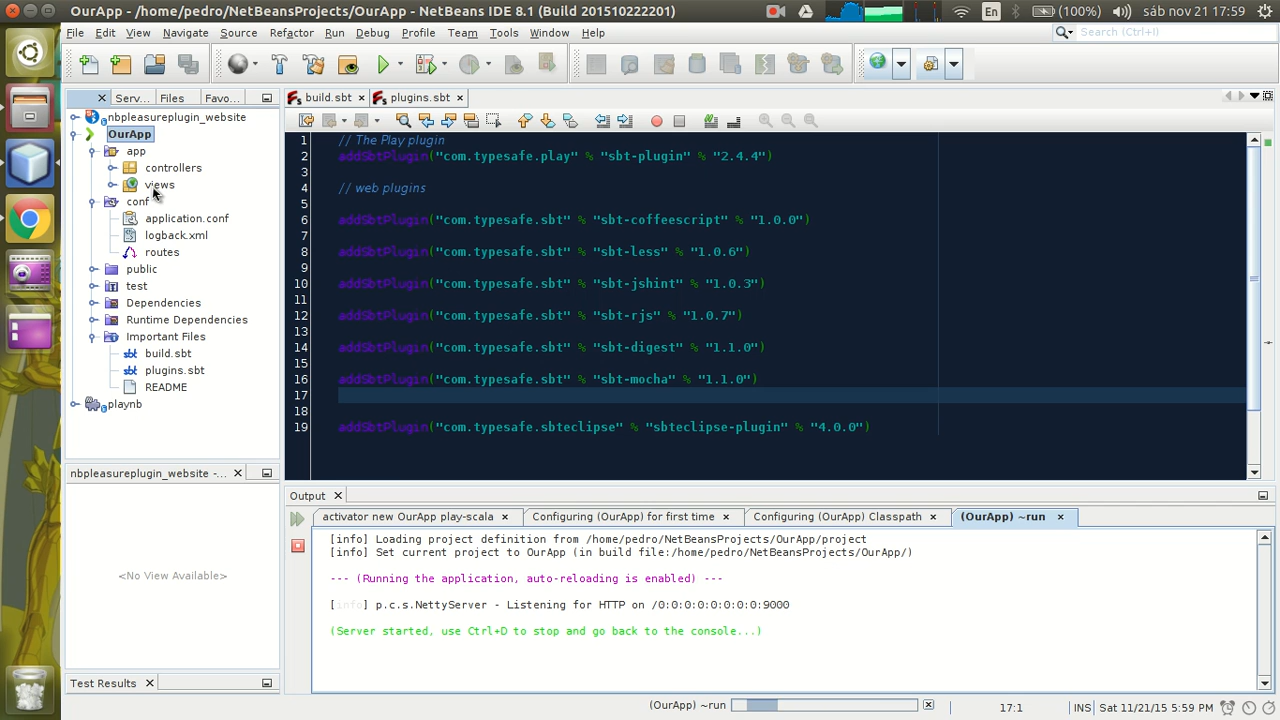 OurApp - /home/pedro/NetBeansProjects/OurApp - NetBeans IDE 8.1 (Build 201510222201)
En (100%) sáb nov 21 17:59
File Edit View Navigate Source Refactor Run Debug Profile Team Tools Window Help
Search (Ctrl+I)
Serv... Files Favo...
build.sbt plugins.sbt
nbpleasureplugin_website
OurApp
app
controllers
views
conf
application.conf
logback.xml
routes
public
test
Dependencies
Runtime Dependencies
Important Files
build.sbt
plugins.sbt
README
playnb
1 // The Play plugin
2 addSbtPlugin("com.typesafe.play" % "sbt-plugin" % "2.4.4")
3
4 // web plugins
5
6 addSbtPlugin("com.typesafe.sbt" % "sbt-coffeescript" % "1.0.0")
7
8 addSbtPlugin("com.typesafe.sbt" % "sbt-less" % "1.0.6")
9
10 addSbtPlugin("com.typesafe.sbt" % "sbt-jshint" % "1.0.3")
11
12 addSbtPlugin("com.typesafe.sbt" % "sbt-rjs" % "1.0.7")
13
14 addSbtPlugin("com.typesafe.sbt" % "sbt-digest" % "1.1.0")
15
16 addSbtPlugin("com.typesafe.sbt" % "sbt-mocha" % "1.1.0")
17
18
19 addSbtPlugin("com.typesafe.sbteclipse" % "sbteclipse-plugin" % "4.0.0")
nbpleasureplugin_website -...
<No View Available>
Test Results
Output
activator new OurApp play-scala Configuring (OurApp) for first time Configuring (OurApp) Classpath (OurApp) ~run
[info] Loading project definition from /home/pedro/NetBeansProjects/OurApp/project
[info] Set current project to OurApp (in build file:/home/pedro/NetBeansProjects/OurApp/)
--- (Running the application, auto-reloading is enabled) ---
[info] p.c.s.NettyServer - Listening for HTTP on /0:0:0:0:0:0:0:0:9000
(Server started, use Ctrl+D to stop and go back to the console...)
(OurApp) ~run
17:1 INS Sat 11/21/15 5:59 PM